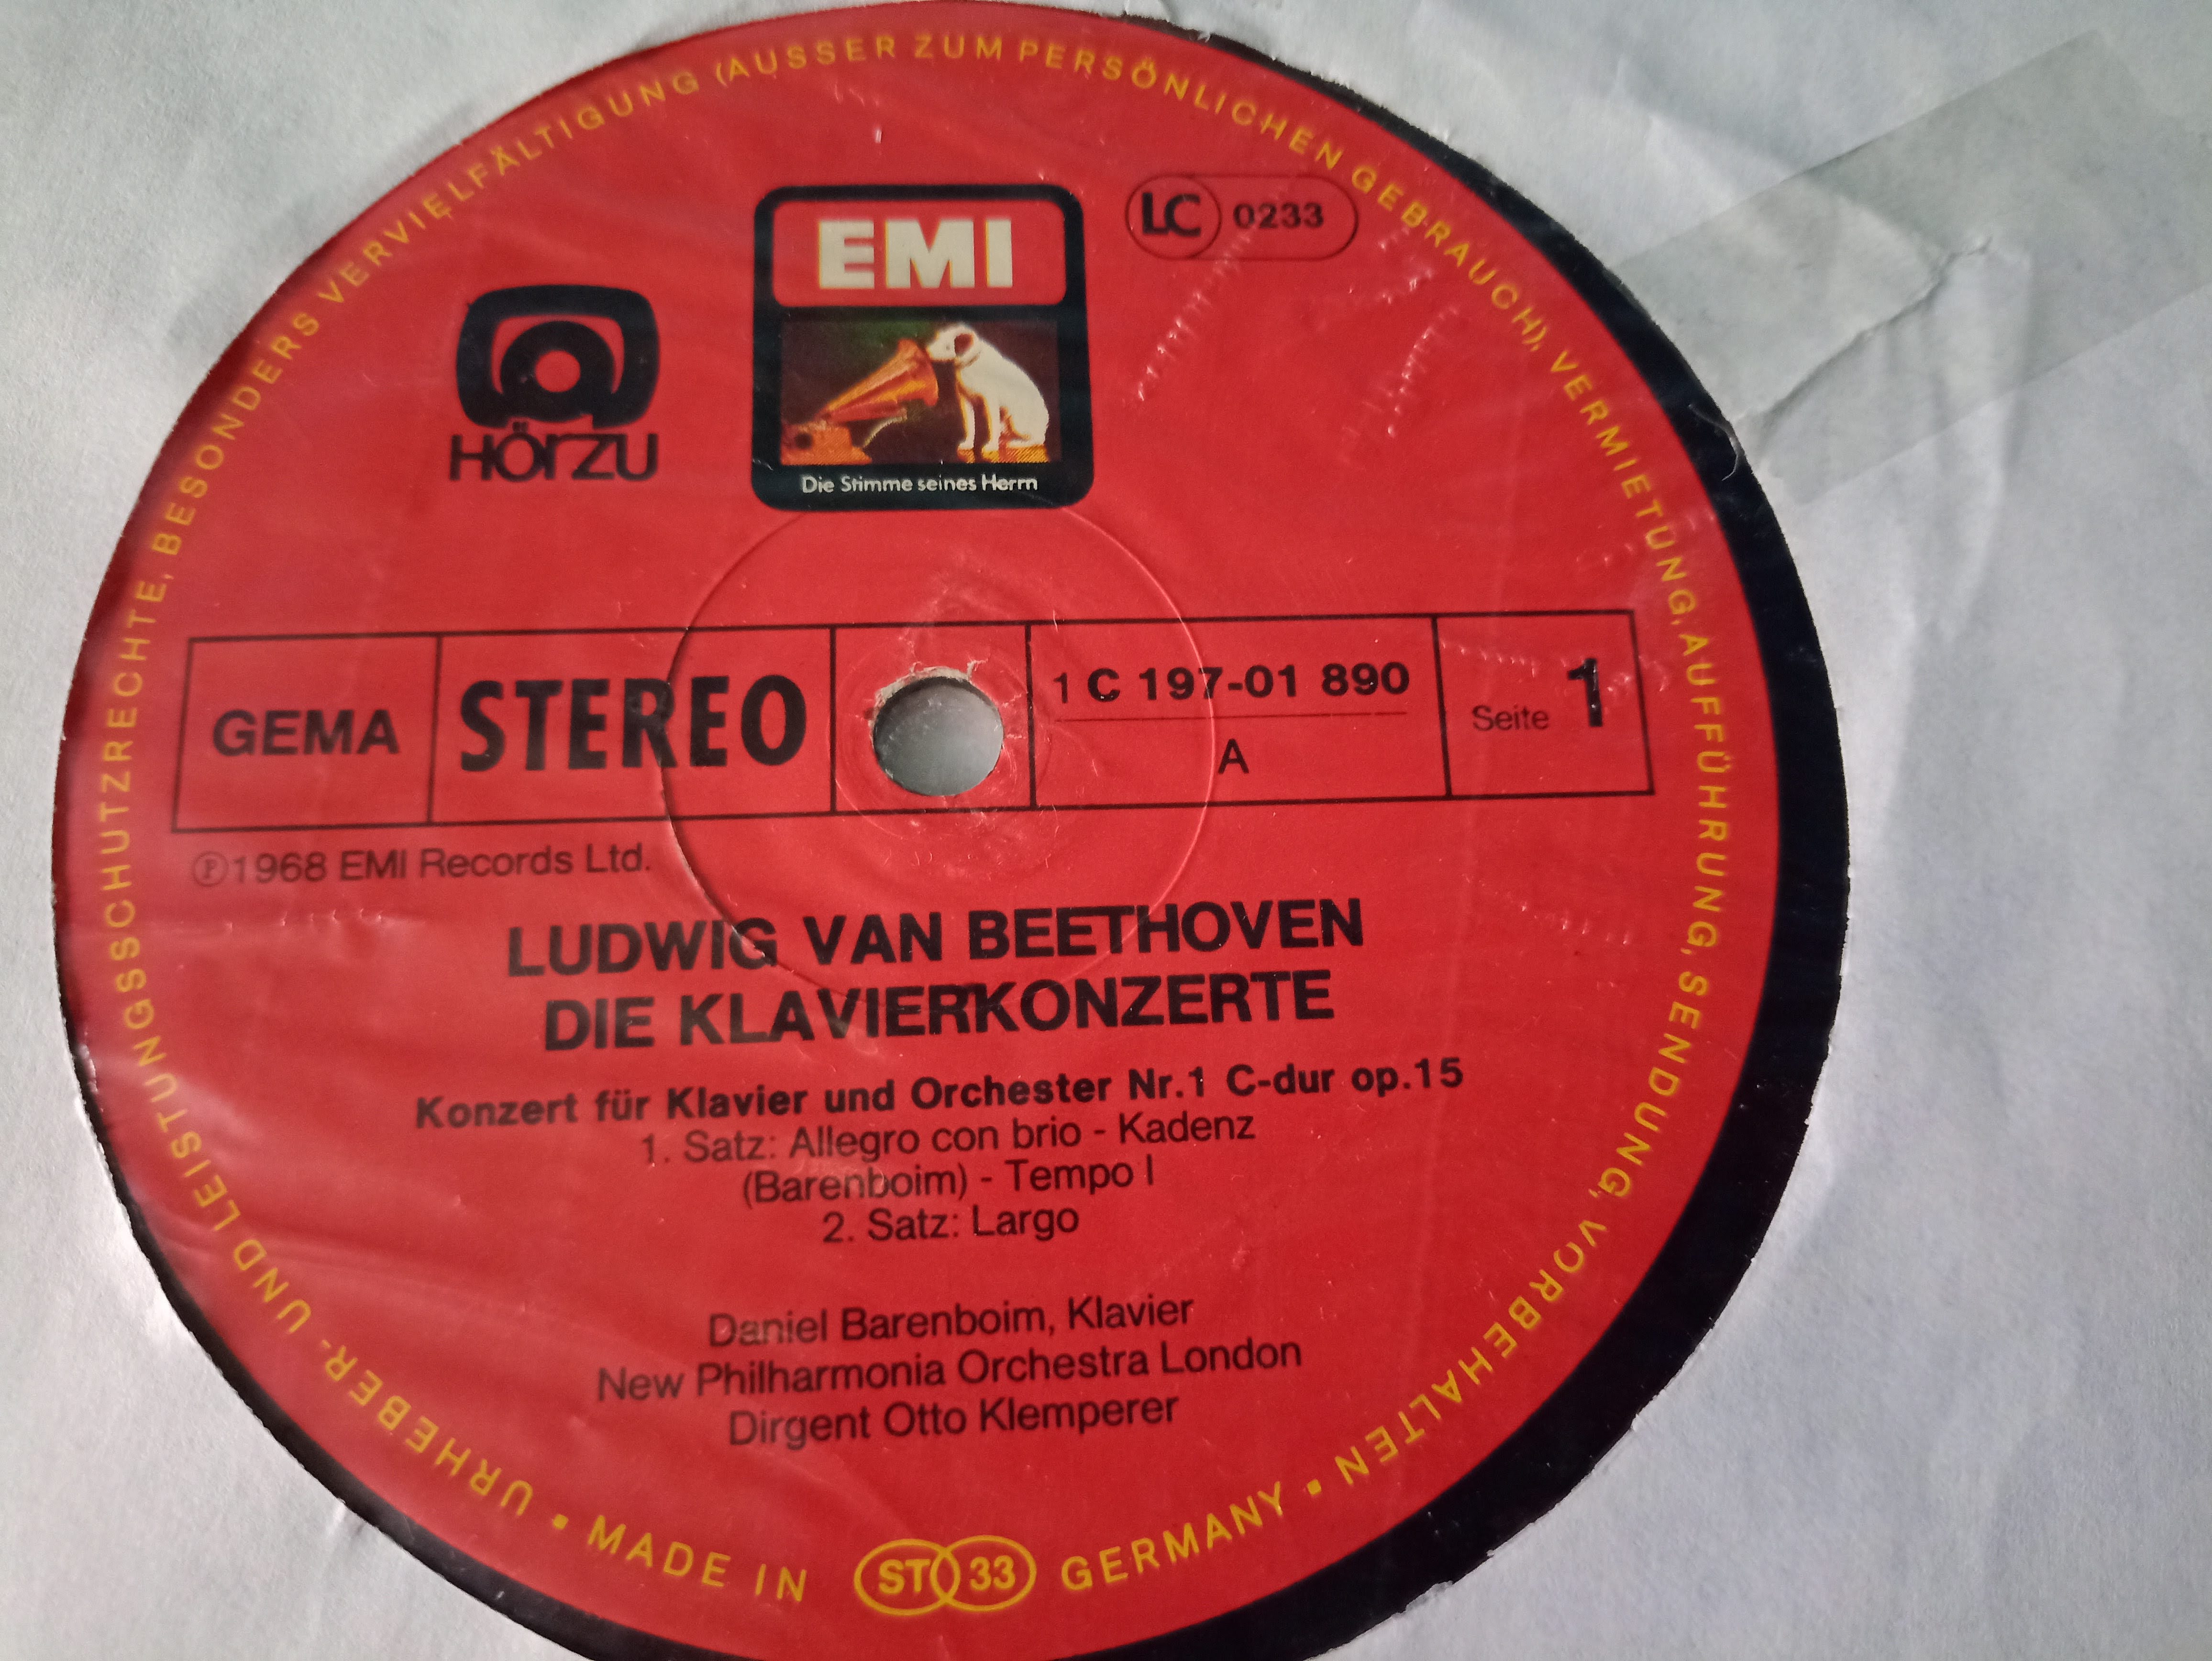 URHEBER- UND LEISTUNGSSCHUTZRECHTE, BESONDERS VERVIELFÄLTIGUNG (AUSSER ZUM PERSÖNLICHEN GEBRAUCH), VERMIETUNG, AUFFÜHRUNG, SENDUNG, VORBEHALTEN
HÖRZU
EMI
Die Stimme seines Herrn
LC 0233
GEMA
STEREO
1 C 197-01 890
A
Seite 1
℗1968 EMI Records Ltd.
LUDWIG VAN BEETHOVEN
DIE KLAVIERKONZERTE
Konzert für Klavier und Orchester Nr.1 C-dur op.15
1. Satz: Allegro con brio - Kadenz
(Barenboim) - Tempo I
2. Satz: Largo
Daniel Barenboim, Klavier
New Philharmonia Orchestra London
Dirgent Otto Klemperer
MADE IN ST 33 GERMANY